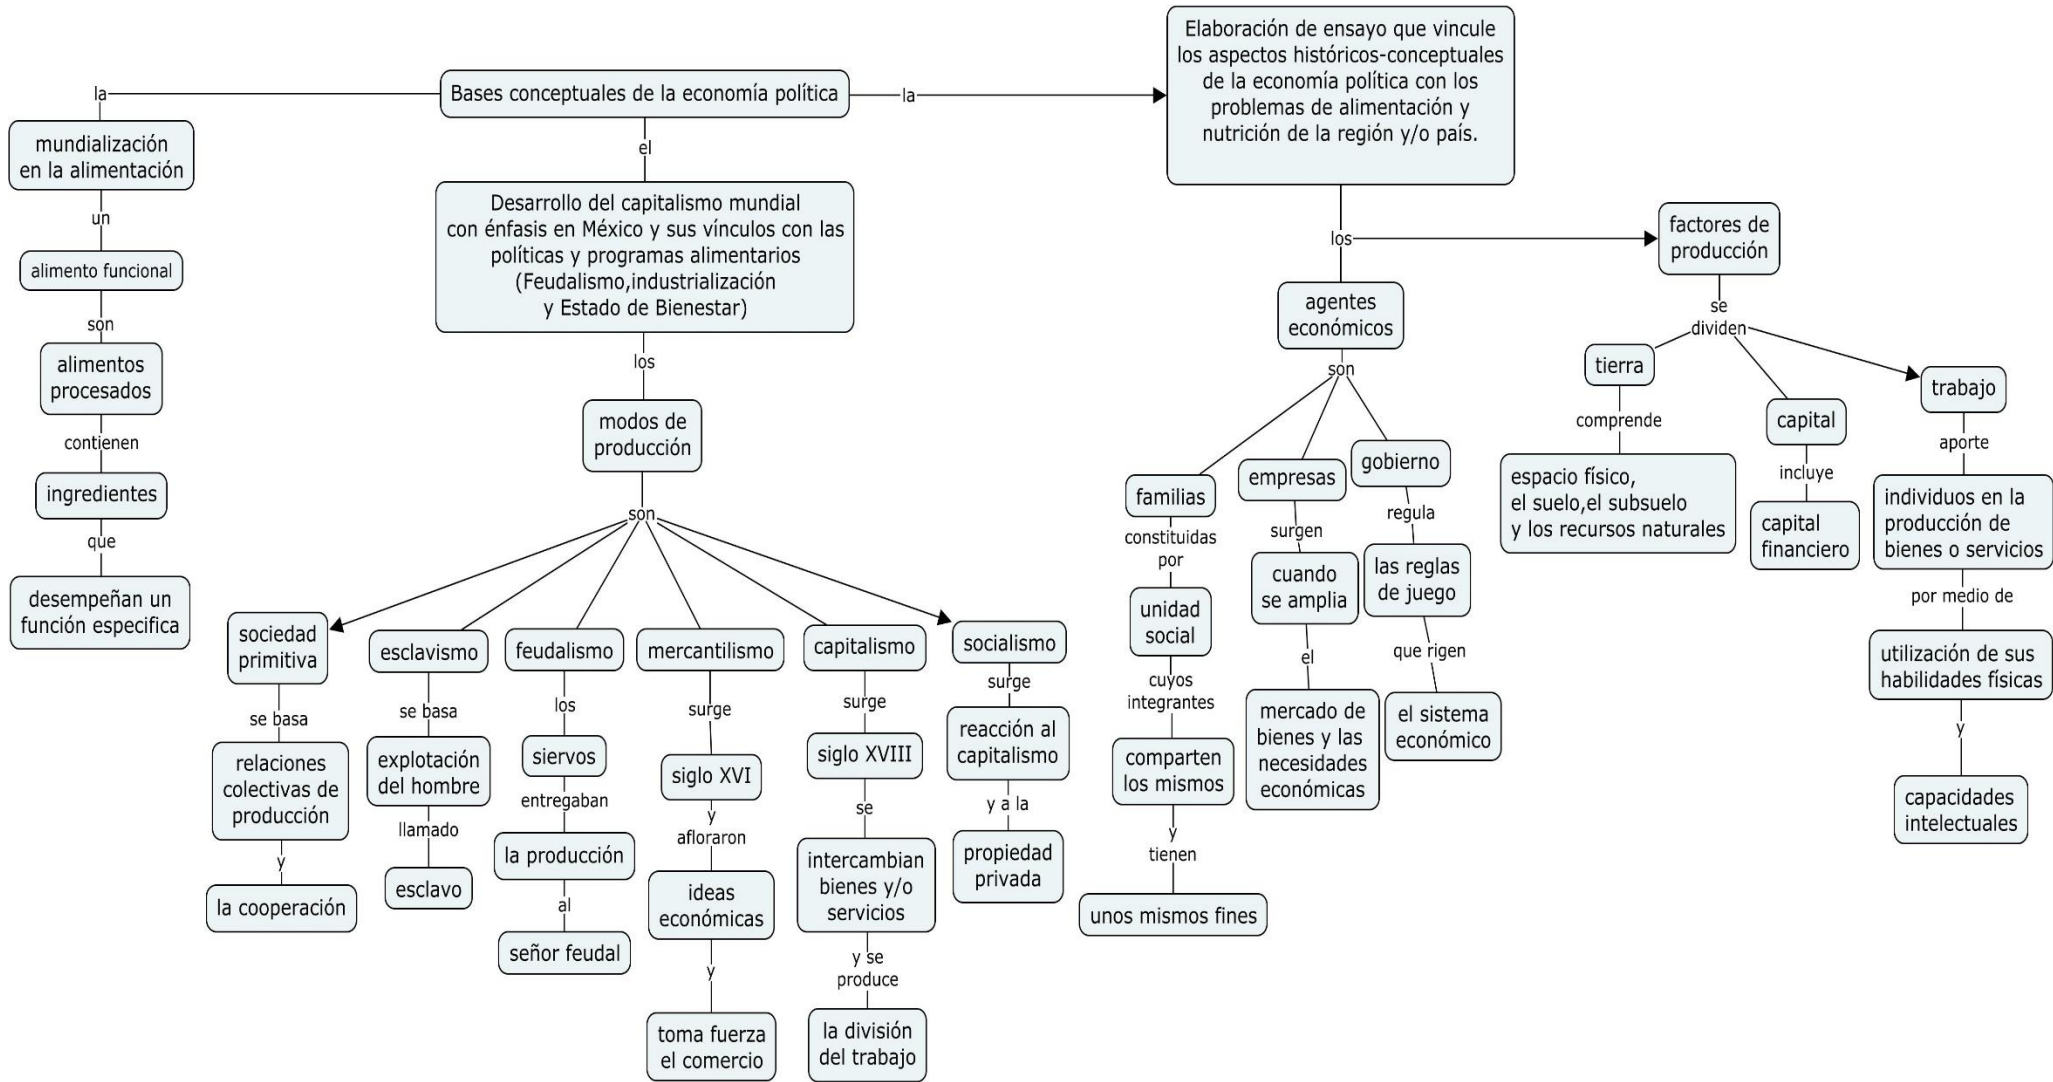 Bases conceptuales de la economía política
la
mundialización
en la alimentación
un
alimento funcional
son
alimentos
procesados
contienen
ingredientes
que
desempeñan un
función especifica
el
Desarrollo del capitalismo mundial
con énfasis en México y sus vínculos con las
políticas y programas alimentarios
(Feudalismo,industrialización
y Estado de Bienestar)
los
modos de
producción
son
sociedad
primitiva
se basa
relaciones
colectivas de
producción
y
la cooperación
esclavismo
se basa
explotación
del hombre
llamado
esclavo
feudalismo
los
siervos
entregaban
la producción
al
señor feudal
mercantilismo
surge
siglo XVI
y
afloraron
ideas
económicas
y
toma fuerza
el comercio
capitalismo
surge
siglo XVIII
se
intercambian
bienes y/o
servicios
y se
produce
la división
del trabajo
socialismo
surge
reacción al
capitalismo
y a la
propiedad
privada
la
Elaboración de ensayo que vincule
los aspectos históricos-conceptuales
de la economía política con los
problemas de alimentación y
nutrición de la región y/o país.
los
agentes
económicos
son
familias
constituidas
por
unidad
social
cuyos
integrantes
comparten
los mismos
y
tienen
unos mismos fines
empresas
surgen
cuando
se amplia
el
mercado de
bienes y las
necesidades
económicas
gobierno
regula
las reglas
de juego
que rigen
el sistema
económico
factores de
producción
se
dividen
tierra
comprende
espacio físico,
el suelo,el subsuelo
y los recursos naturales
capital
incluye
capital
financiero
trabajo
aporte
individuos en la
producción de
bienes o servicios
por medio de
utilización de sus
habilidades físicas
y
capacidades
intelectuales